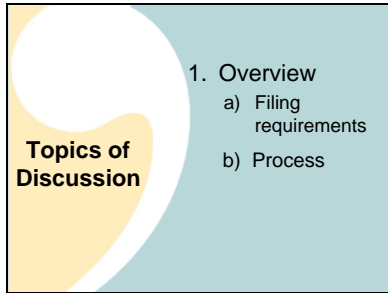 Topics of
Discussion
1. Overview
a) Filing
requirements
b) Process